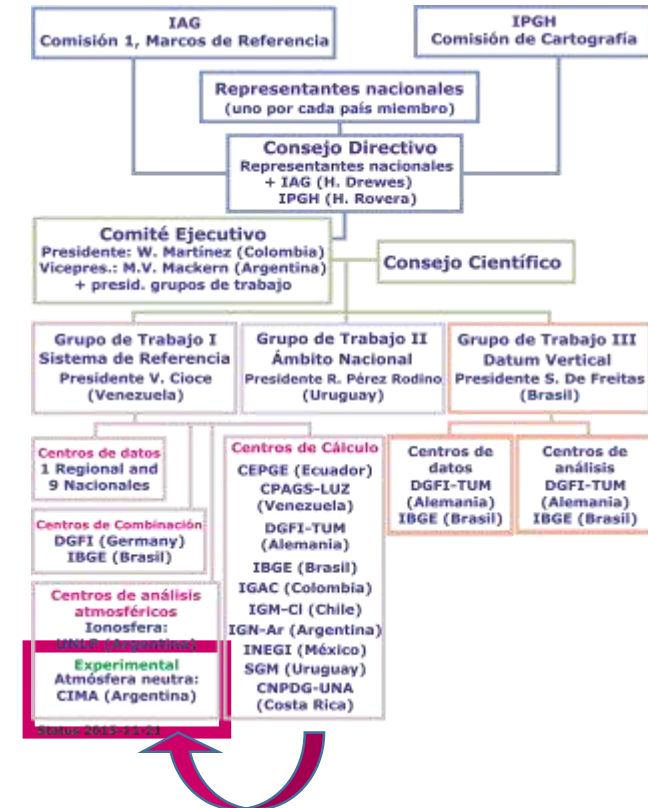 IAG
Comisión 1, Marcos de Referencia
IPGH
Comisión de Cartografía
Representantes nacionales
(uno por cada país miembro)
Consejo Directivo
Representantes nacionales
+ IAG (H. Drewes)
IPGH (H. Rovera)
Comité Ejecutivo
Presidente: W. Martínez (Colombia)
Vicepres.: M.V. Mackern (Argentina)
+ presid. grupos de trabajo
Consejo Científico
Grupo de Trabajo I
Sistema de Referencia
Presidente V. Cioce
(Venezuela)
Grupo de Trabajo II
Ámbito Nacional
Presidente R. Pérez Rodino
(Uruguay)
Grupo de Trabajo III
Datum Vertical
Presidente S. De Freitas
(Brasil)
Centros de datos
1 Regional and
9 Nacionales
Centros de Combinación
DGFI (Germany)
IBGE (Brasil)
Centros de análisis
atmosféricos
Ionosfera:
UNLP (Argentina)
Experimental
Atmósfera neutra:
CIMA (Argentina)
Status 2015-11-21
Centros de Cálculo
CEPGE (Ecuador)
CPAGS-LUZ
(Venezuela)
DGFI-TUM
(Alemania)
IBGE (Brasil)
IGAC (Colombia)
IGM-Cl (Chile)
IGN-Ar (Argentina)
INEGI (México)
SGM (Uruguay)
CNPDG-UNA
(Costa Rica)
Centros de
datos
DGFI-TUM
(Alemania)
IBGE (Brasil)
Centros de
análisis
DGFI-TUM
(Alemania)
IBGE (Brasil)